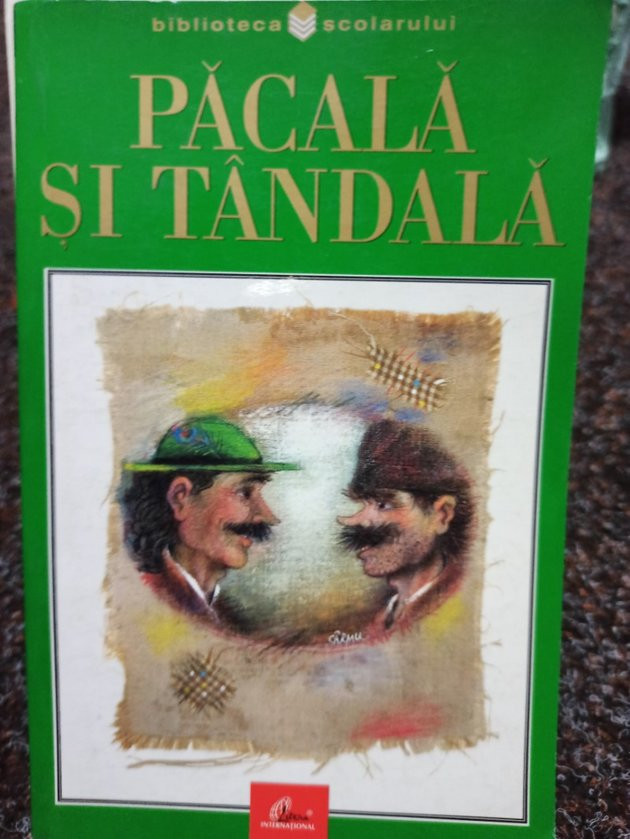 biblioteca scolarului
PĂCALĂ
ȘI TÂNDALĂ
Litera
INTERNAȚIONAL